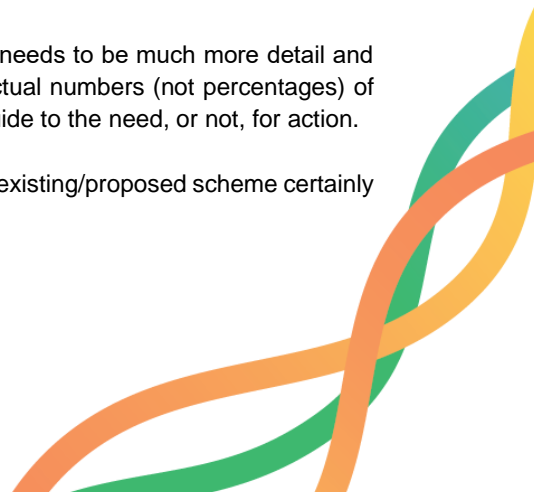 needs to be much more detail and
ctual numbers (not percentages) of
ide to the need, or not, for action.
existing/proposed scheme certainly